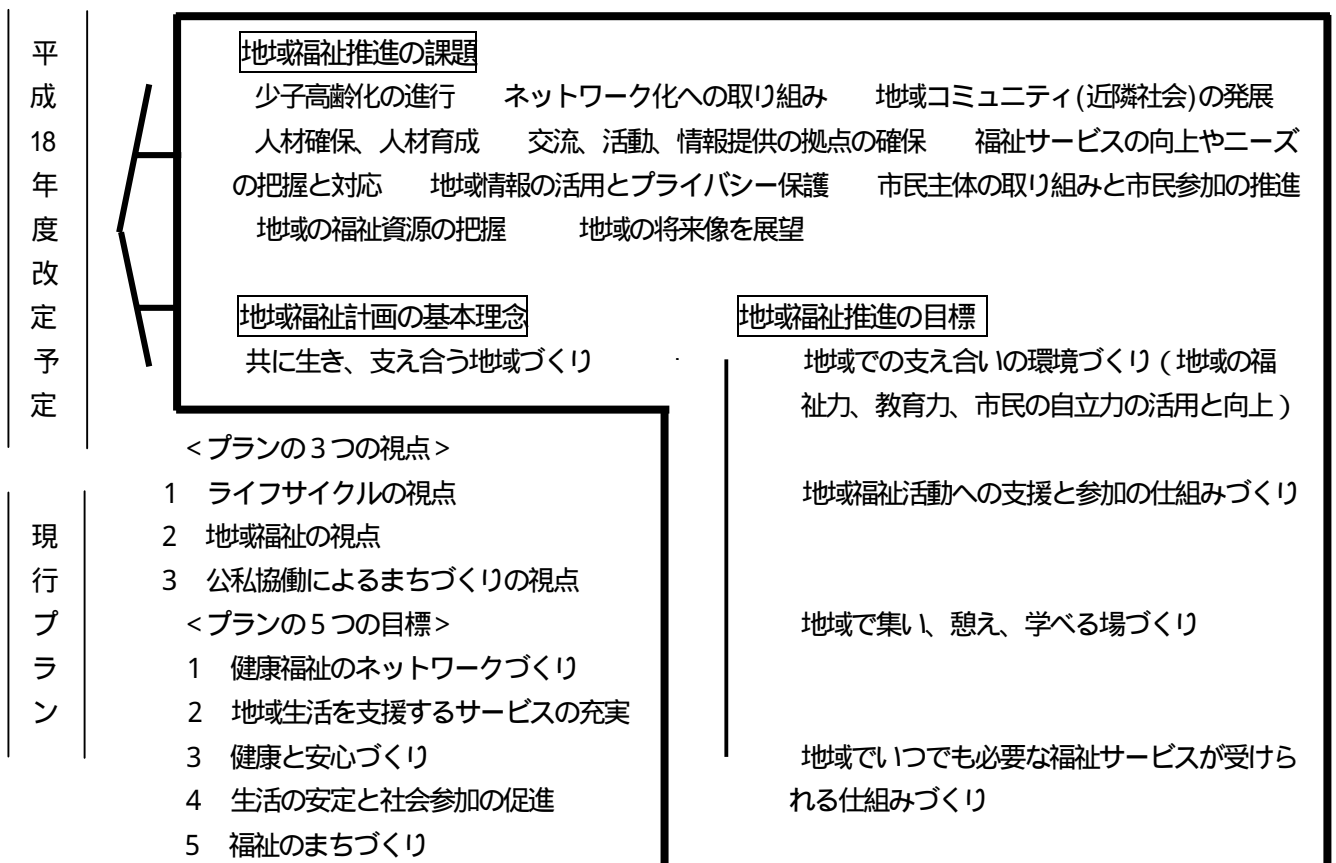 平成18年度改定予定
地域福祉推進の課題
少子高齢化の進行　ネットワーク化への取り組み　地域コミュニティ(近隣社会)の発展
人材確保、人材育成　交流、活動、情報提供の拠点の確保　福祉サービスの向上やニーズ
の把握と対応　地域情報の活用とプライバシー保護　市民主体の取り組みと市民参加の推進
地域の福祉資源の把握　地域の将来像を展望
地域福祉計画の基本理念
共に生き、支え合う地域づくり
地域福祉推進の目標
地域での支え合いの環境づくり（地域の福
祉力、教育力、市民の自立力の活用と向上）
地域福祉活動への支援と参加の仕組みづくり
地域で集い、憩え、学べる場づくり
地域でいつでも必要な福祉サービスが受けら
れる仕組みづくり
現行プラン
<プランの３つの視点>
1　ライフサイクルの視点
2　地域福祉の視点
3　公私協働によるまちづくりの視点
<プランの５つの目標>
1　健康福祉のネットワークづくり
2　地域生活を支援するサービスの充実
3　健康と安心づくり
4　生活の安定と社会参加の促進
5　福祉のまちづくり